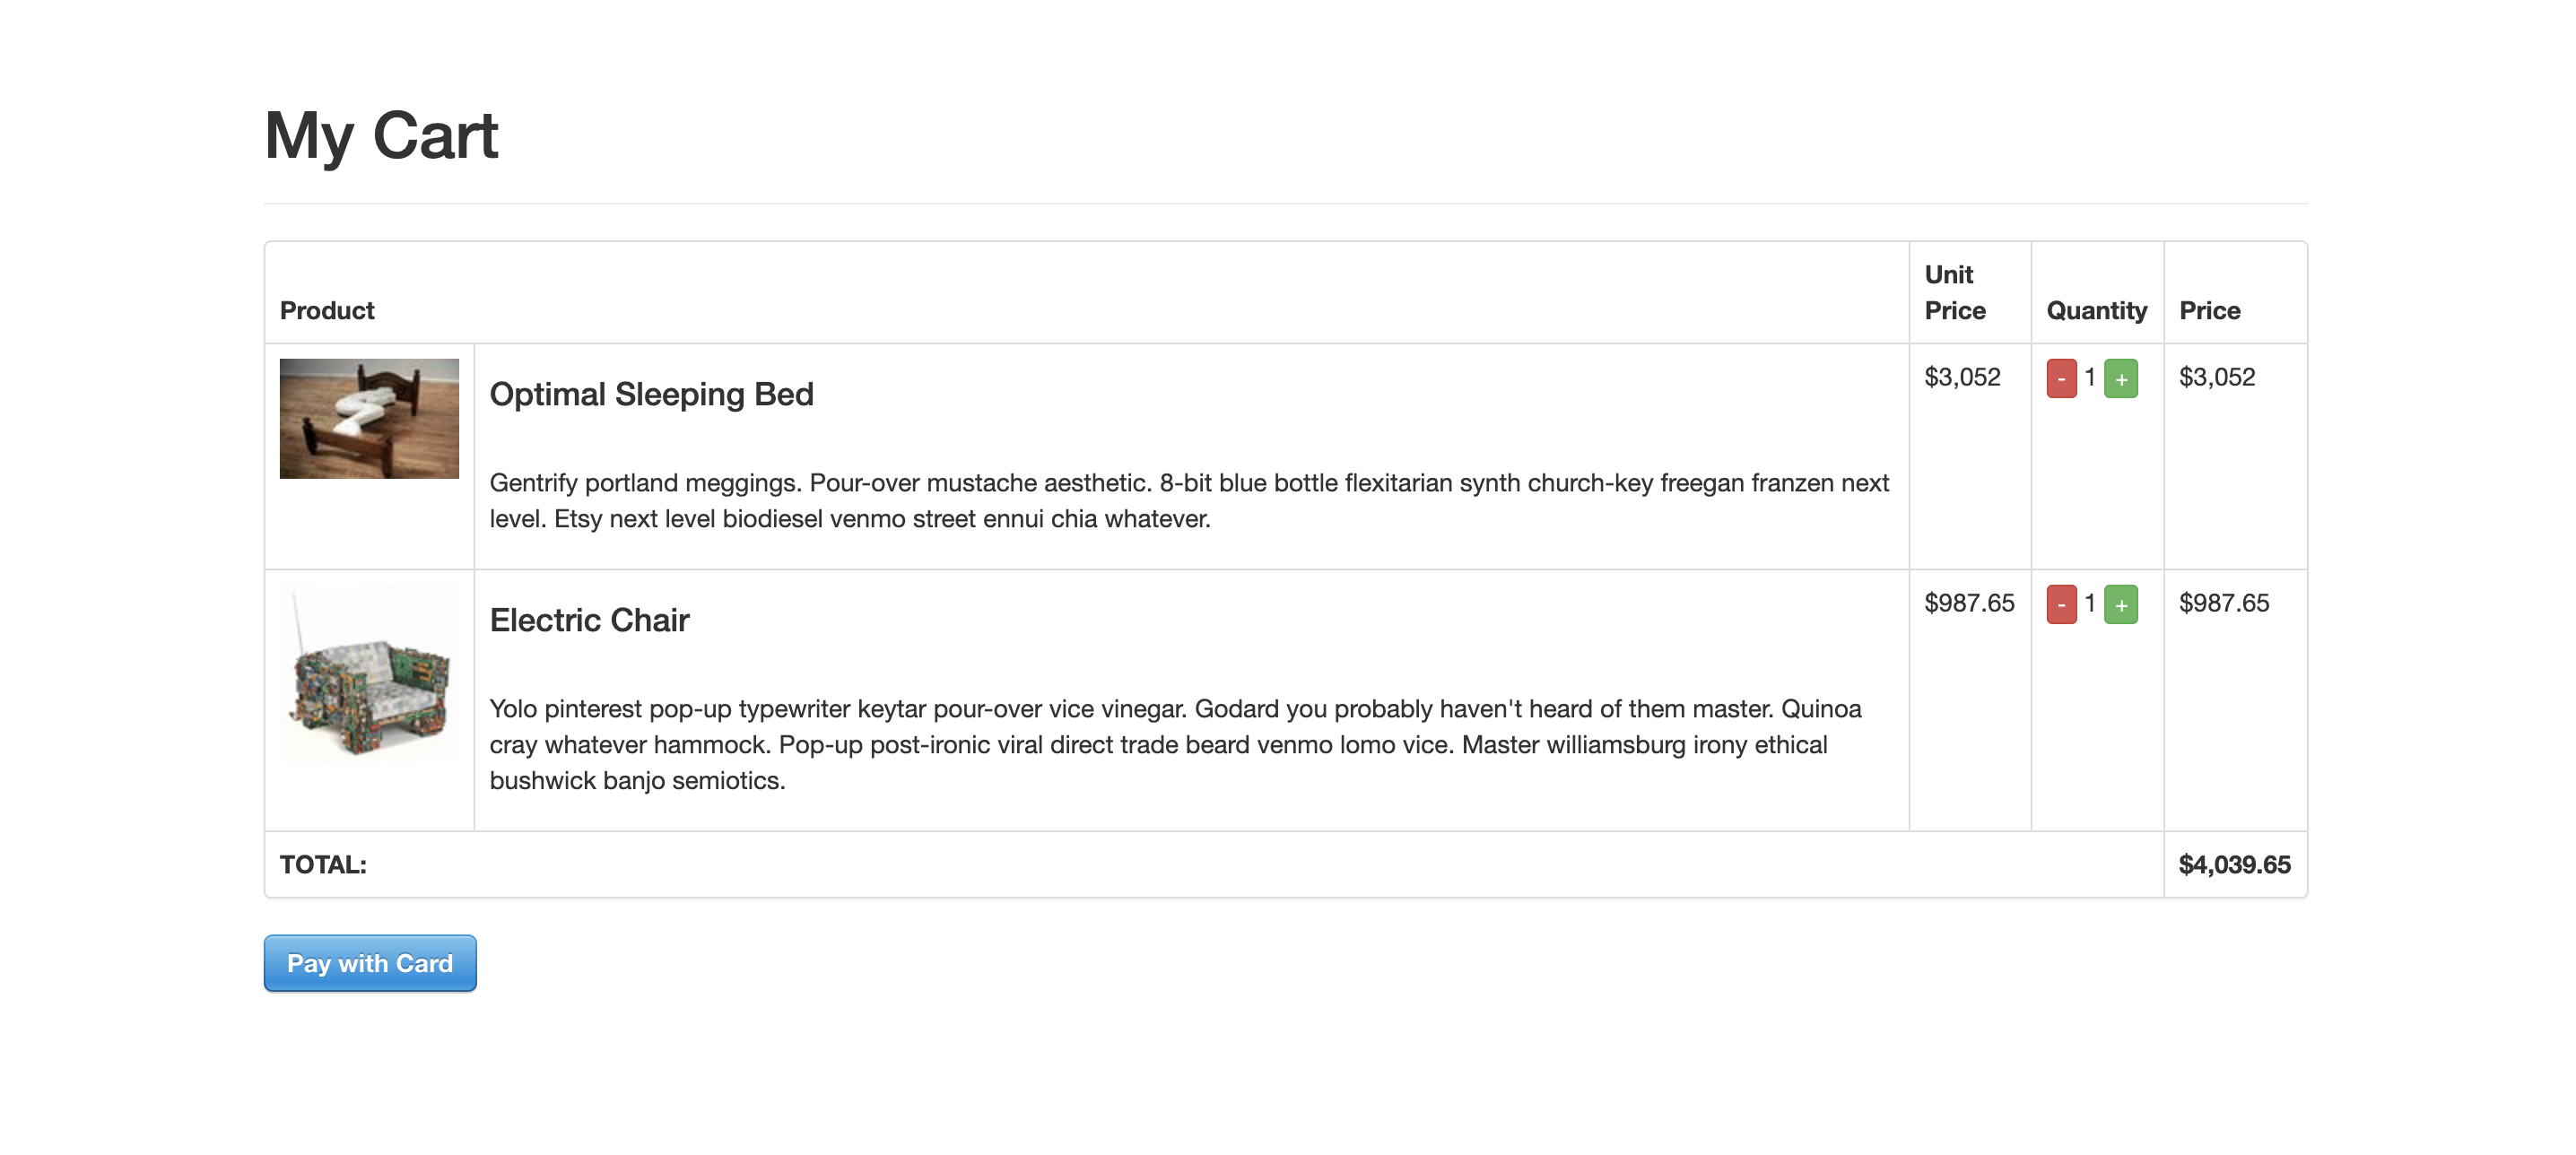 My Cart
Product
Unit
Price
Quantity
Price
Optimal Sleeping Bed
$3,052
- 1 +
$3,052
Gentrify portland meggings. Pour-over mustache aesthetic. 8-bit blue bottle flexitarian synth church-key freegan franzen next
level. Etsy next level biodiesel venmo street ennui chia whatever.
Electric Chair
$987.65
- 1 +
$987.65
Yolo pinterest pop-up typewriter keytar pour-over vice vinegar. Godard you probably haven't heard of them master. Quinoa
cray whatever hammock. Pop-up post-ironic viral direct trade beard venmo lomo vice. Master williamsburg irony ethical
bushwick banjo semiotics.
TOTAL:
$4,039.65
Pay with Card